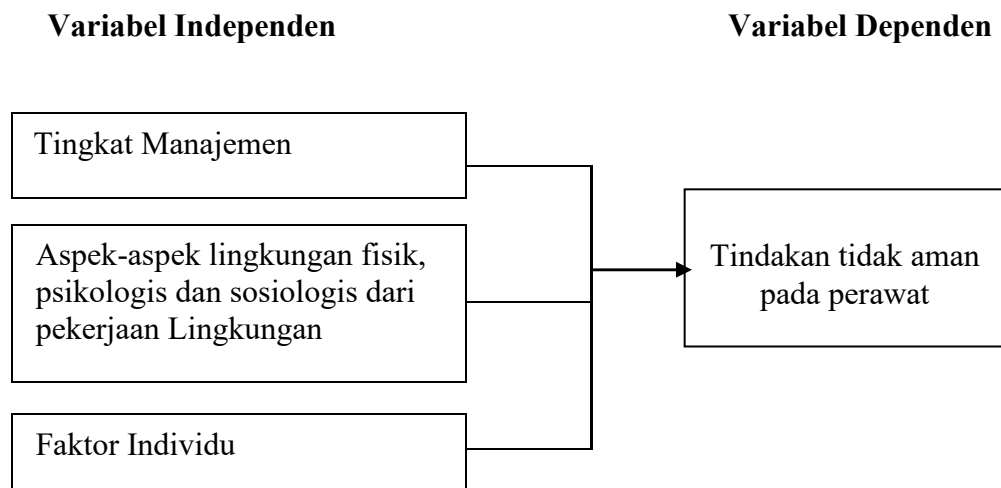 Variabel Independen
Variabel Dependen
Tingkat Manajemen
Aspek-aspek lingkungan fisik,
psikologis dan sosiologis dari
pekerjaan Lingkungan
Faktor Individu
Tindakan tidak aman
pada perawat